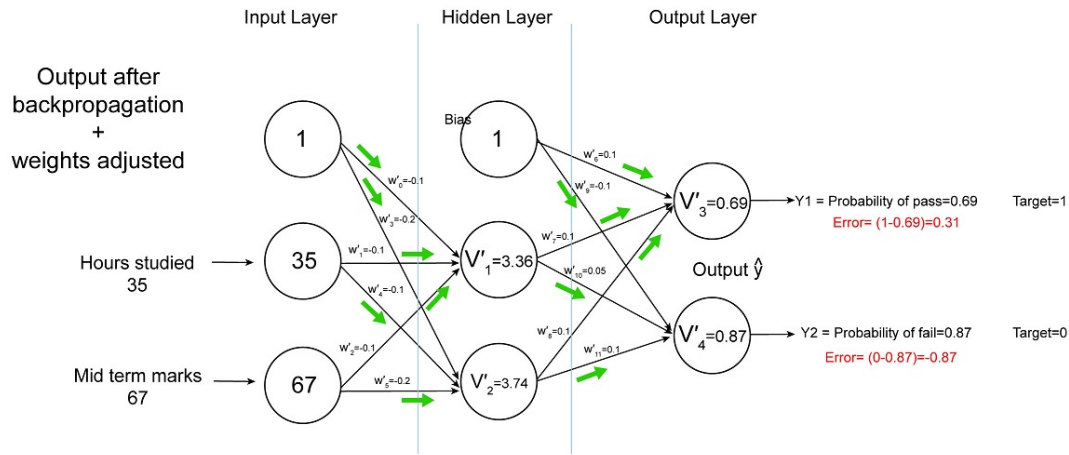 Input Layer
Hidden Layer
Output Layer
Output after
backpropagation
+
weights adjusted
1
Bias
1
w'0=-0.1
w'3=-0.2
w'6=0.1
w'9=-0.1
V'3=0.69
Y1 = Probability of pass=0.69
Target=1
Error= (1-0.69)=0.31
Hours studied
35
35
w'1=-0.1
w'4=-0.1
V'1=3.36
w'7=0.1
w'10=0.05
Output ŷ
Mid term marks
67
67
w'2=-0.1
w'5=-0.2
V'2=3.74
w'8=0.1
w'11=0.1
V'4=0.87
Y2 = Probability of fail=0.87
Target=0
Error= (0-0.87)=-0.87